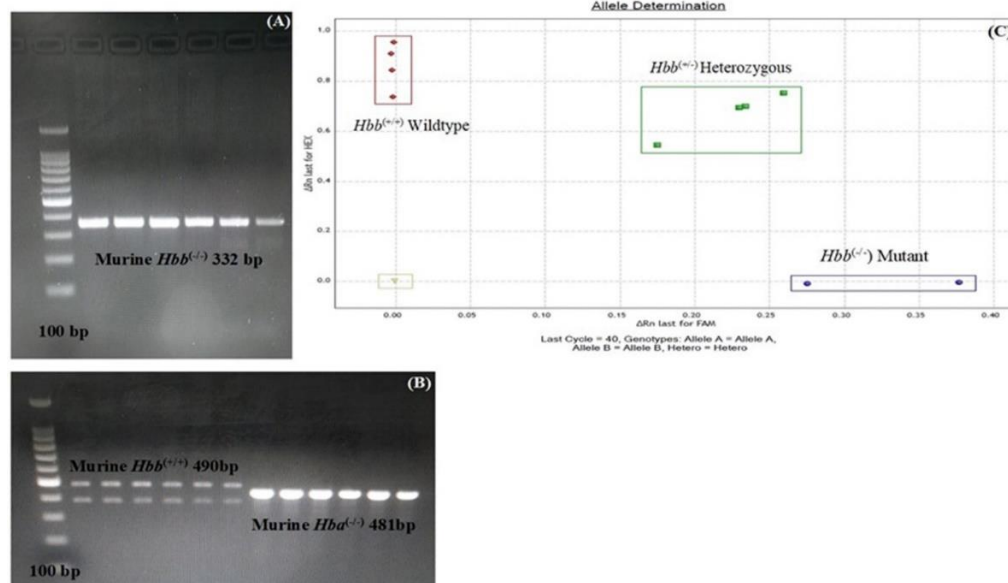 (A)
Murine Hbb(-/-) 332 bp
100 bp
Allele Determination
(C)
1.0
0.8
0.6
0.4
0.2
0.0
ΔRn last for HEX
Hbb(+/+) Wildtype
Hbb(+/-) Heterozygous
Hbb(-/-) Mutant
0.00 0.05 0.10 0.15 0.20 0.25 0.30 0.35 0.40
ΔRn last for FAM
Last Cycle = 40, Genotypes: Allele A = Allele A,
Allele B = Allele B, Hetero = Hetero
(B)
Murine Hbb(+/+) 490bp
Murine Hba(-/-) 481bp
100 bp